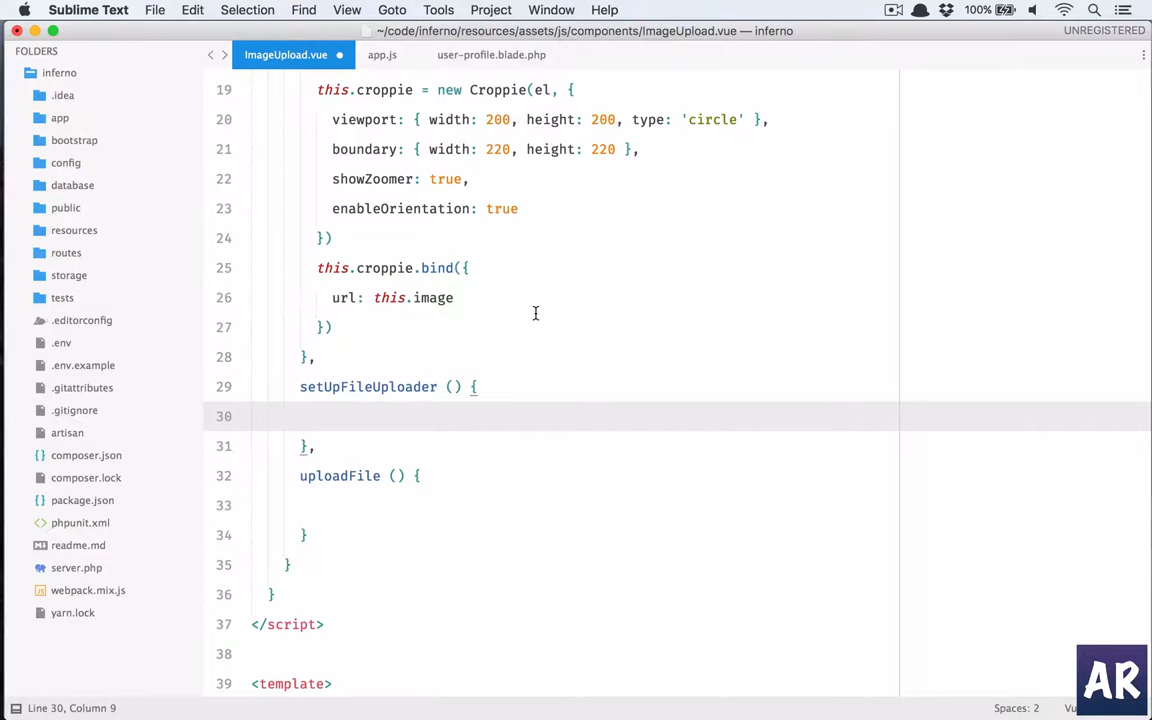 Sublime Text File Edit Selection Find View Goto Tools Project Window Help 100%
~/code/inferno/resources/assets/js/components/ImageUpload.vue — inferno UNREGISTERED
FOLDERS
ImageUpload.vue app.js user-profile.blade.php
inferno
.idea
app
bootstrap
config
database
public
resources
routes
storage
tests
.editorconfig
.env
.env.example
.gitattributes
.gitignore
artisan
composer.json
composer.lock
package.json
phpunit.xml
readme.md
server.php
webpack.mix.js
yarn.lock
19 this.croppie = new Croppie(el, {
20 viewport: { width: 200, height: 200, type: 'circle' },
21 boundary: { width: 220, height: 220 },
22 showZoomer: true,
23 enableOrientation: true
24 })
25 this.croppie.bind({
26 url: this.image
27 })
28 },
29 setUpFileUploader () {
30
31 },
32 uploadFile () {
33
34 }
35 }
36 }
37 </script>
38
39 <template>
AR
Line 30, Column 9 Spaces: 2